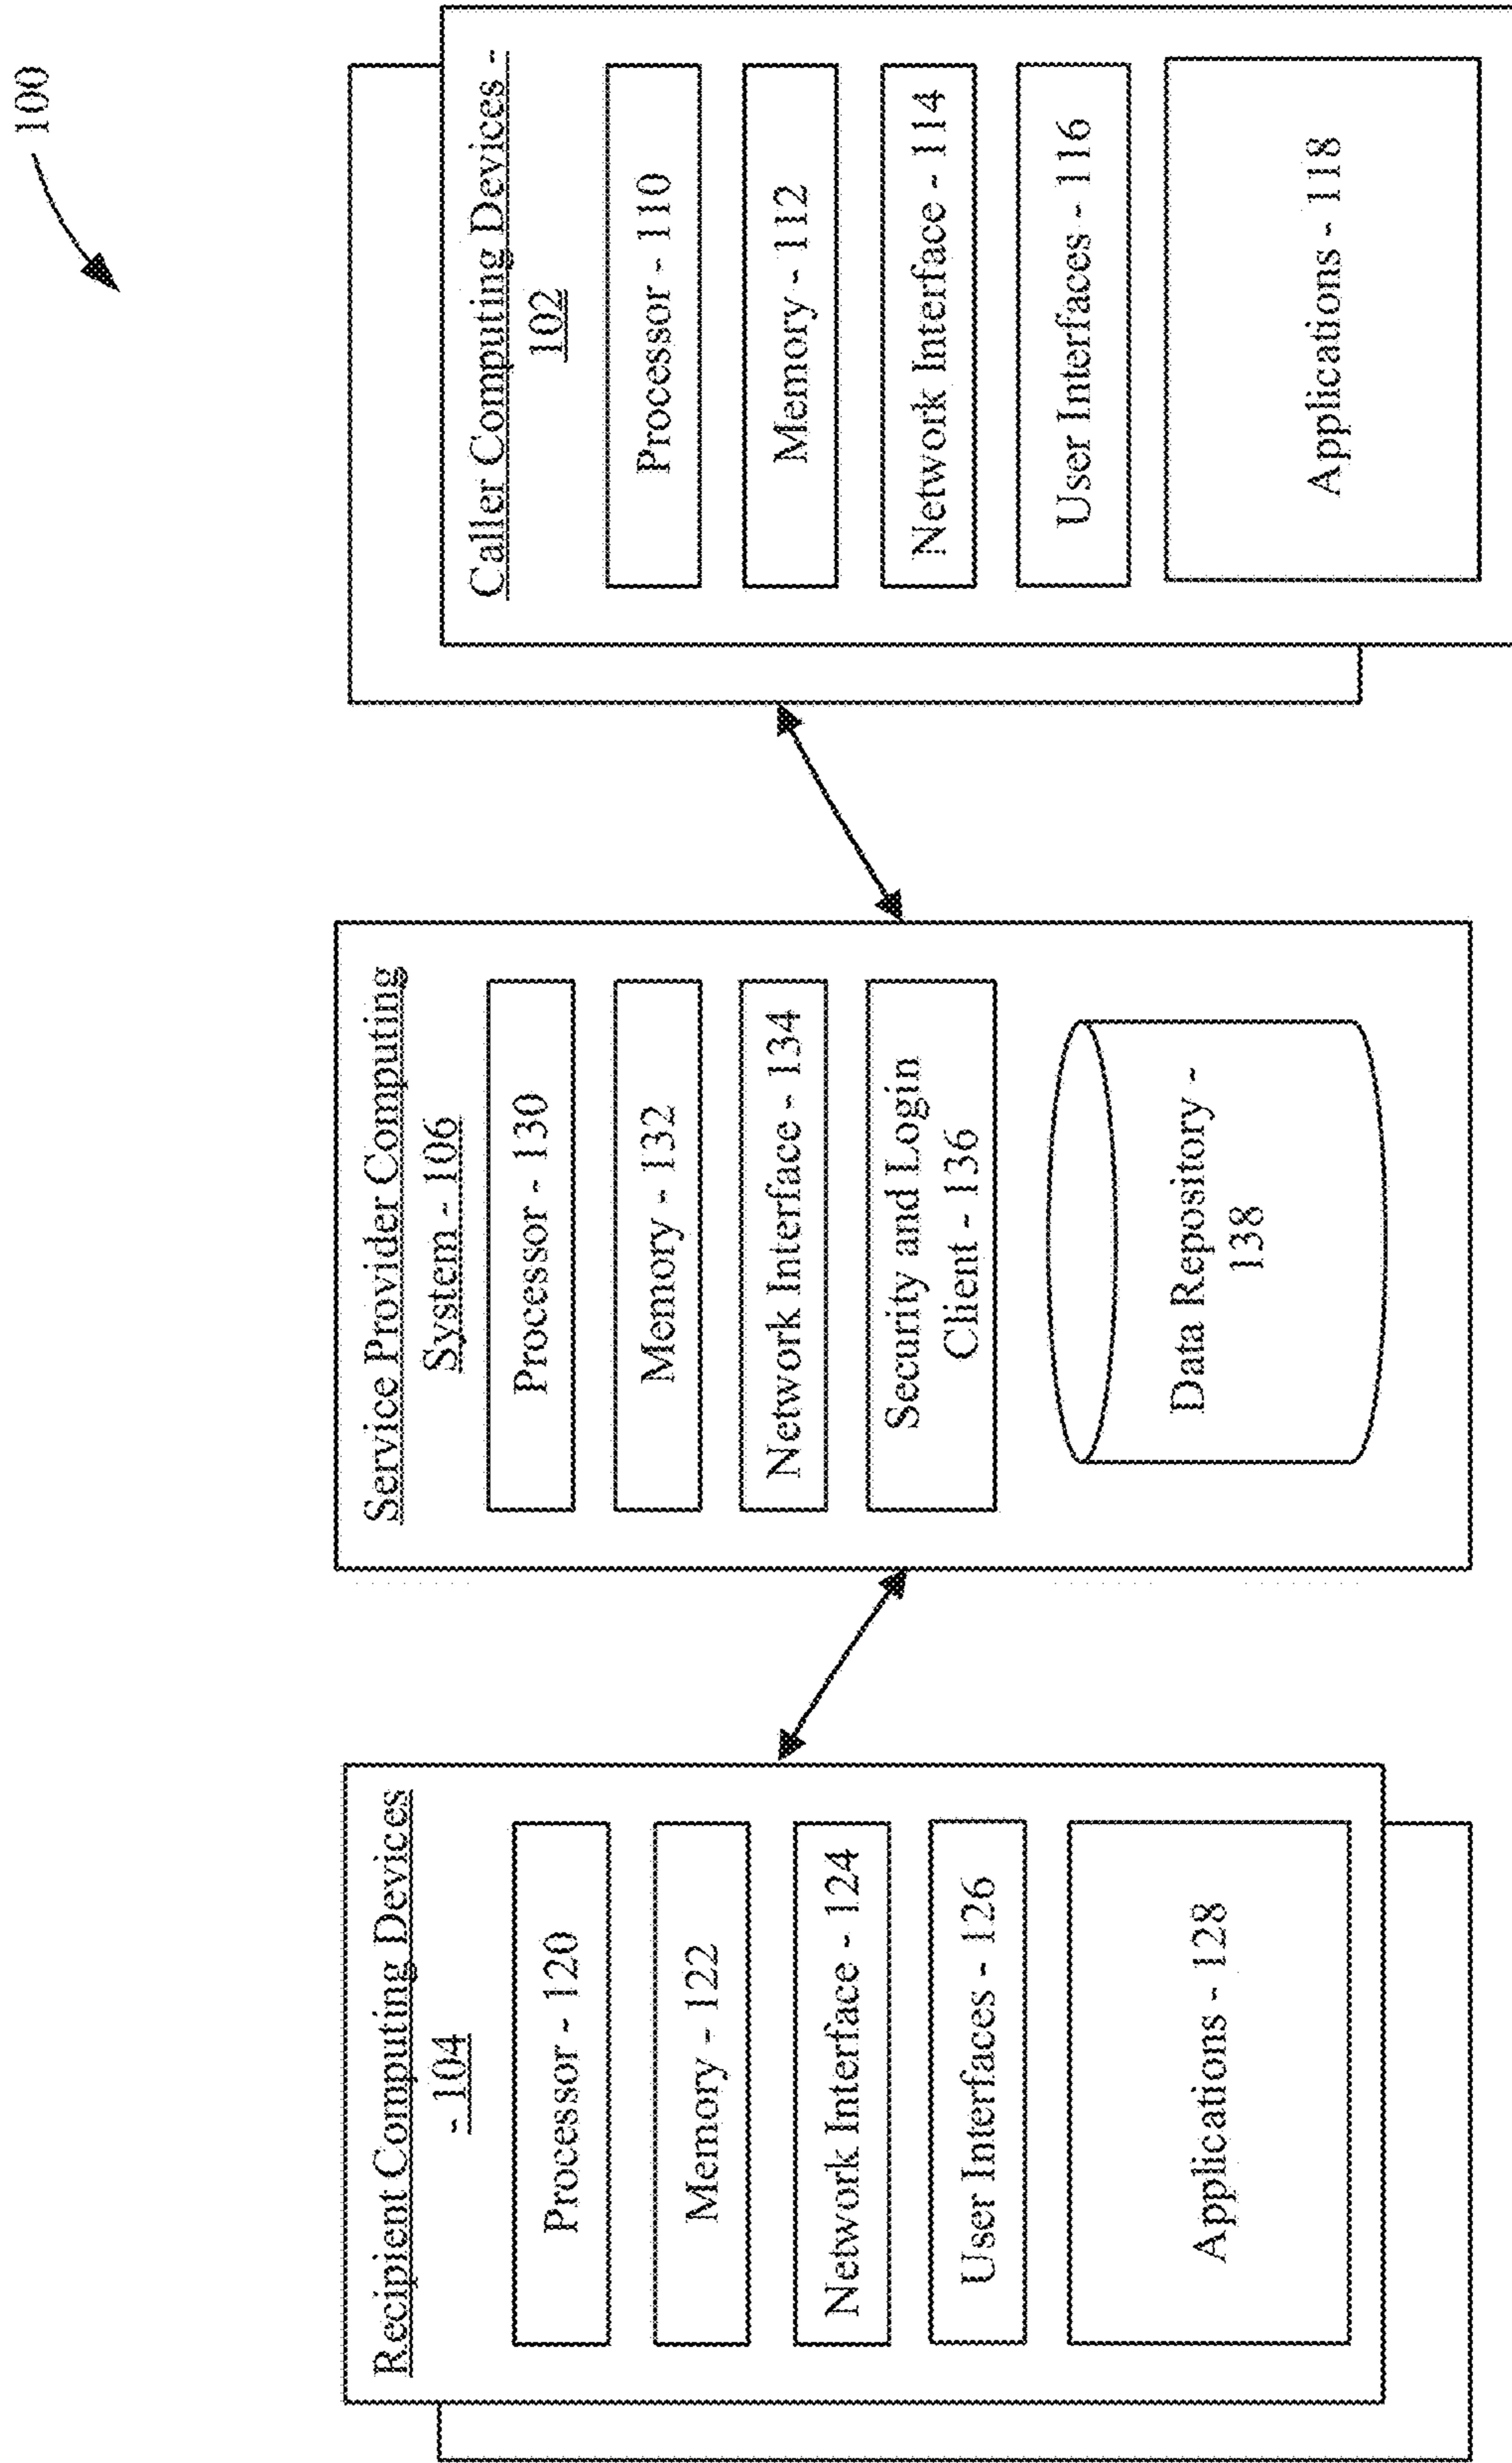 100
Recipient Computing Devices
- 104
Processor - 120
Memory - 122
Network Interface - 124
User Interfaces - 126
Applications - 128
Service Provider Computing
System - 106
Processor - 130
Memory - 132
Network Interface - 134
Security and Login
Client - 136
Data Repository -
138
Caller Computing Devices -
102
Processor - 110
Memory - 112
Network Interface - 114
User Interfaces - 116
Applications - 118